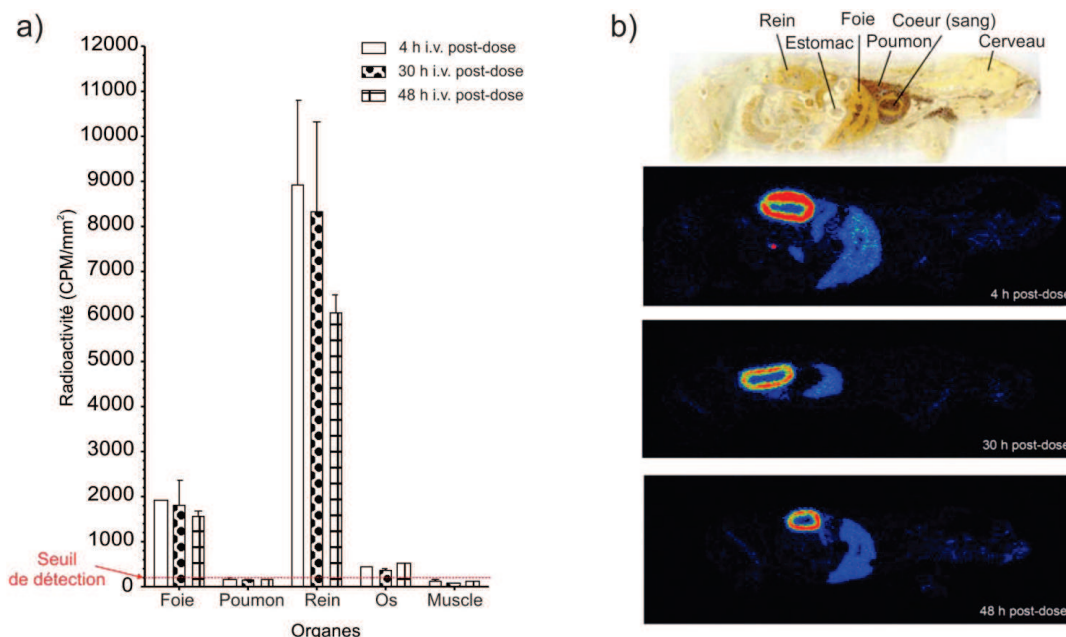 a)
12000
11000
10000
9000
8000
7000
6000
5000
4000
3000
2000
1000
0
Radioactivité (CPM/mm²)
4 h i.v. post-dose
30 h i.v. post-dose
48 h i.v. post-dose
Seuil
de détection
Foie Poumon Rein Os Muscle
Organes
b)
Rein Foie Coeur (sang)
Estomac Poumon Cerveau
4 h post-dose
30 h post-dose
48 h post-dose